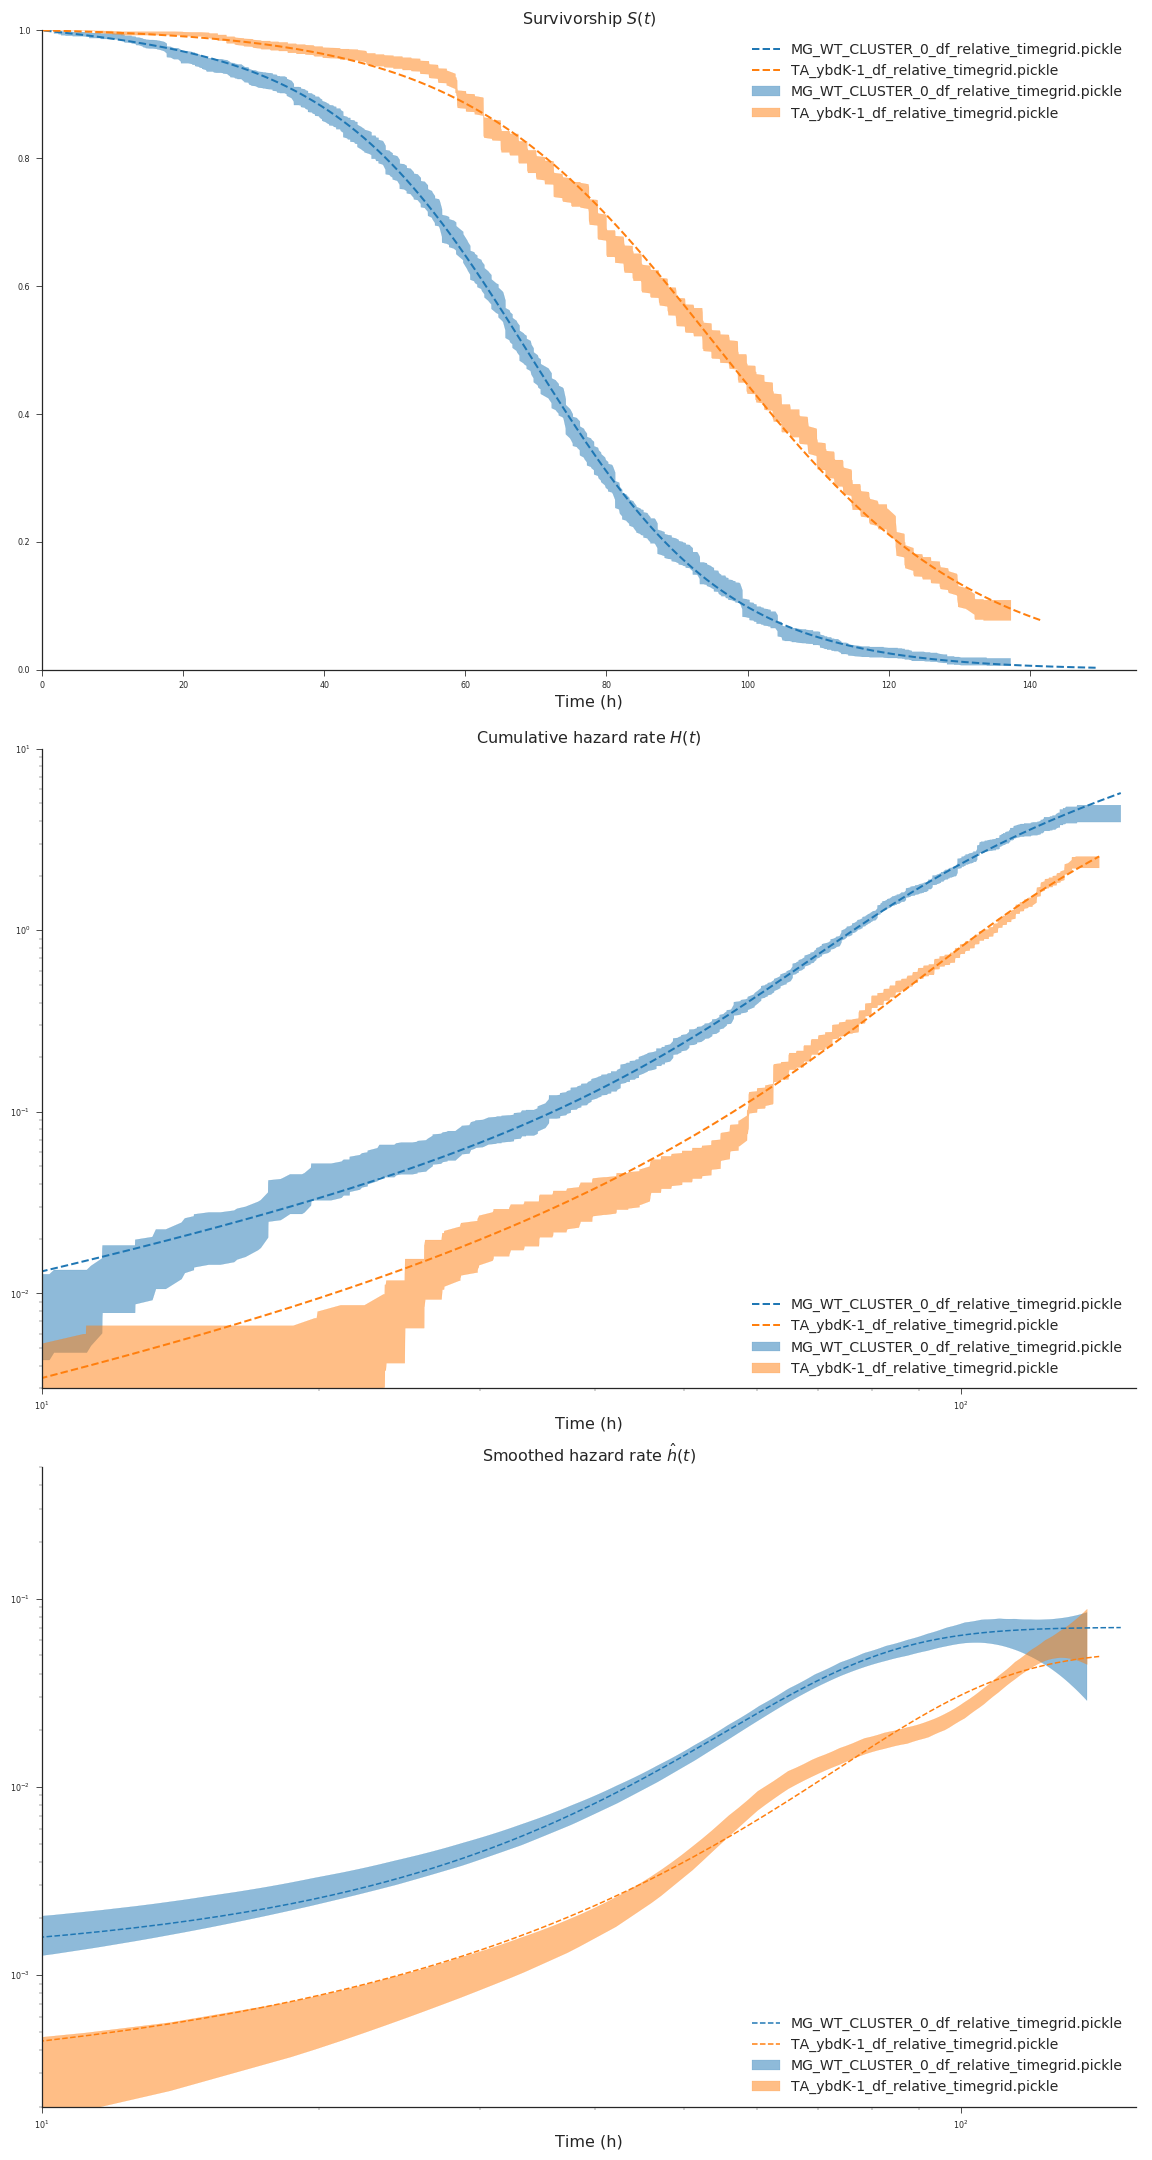 Survivorship S(t)
1.0
0.8
0.6
0.4
0.2
0.0
MG_WT_CLUSTER_0_df_relative_timegrid.pickle
TA_ybdK-1_df_relative_timegrid.pickle
MG_WT_CLUSTER_0_df_relative_timegrid.pickle
TA_ybdK-1_df_relative_timegrid.pickle
0 20 40 60 80 100 120 140
Time (h)
Cumulative hazard rate H(t)
10¹
10⁰
10⁻¹
10⁻²
MG_WT_CLUSTER_0_df_relative_timegrid.pickle
TA_ybdK-1_df_relative_timegrid.pickle
MG_WT_CLUSTER_0_df_relative_timegrid.pickle
TA_ybdK-1_df_relative_timegrid.pickle
10¹ 10²
Time (h)
Smoothed hazard rate ĥ(t)
10⁻¹
10⁻²
10⁻³
MG_WT_CLUSTER_0_df_relative_timegrid.pickle
TA_ybdK-1_df_relative_timegrid.pickle
MG_WT_CLUSTER_0_df_relative_timegrid.pickle
TA_ybdK-1_df_relative_timegrid.pickle
10¹ 10²
Time (h)